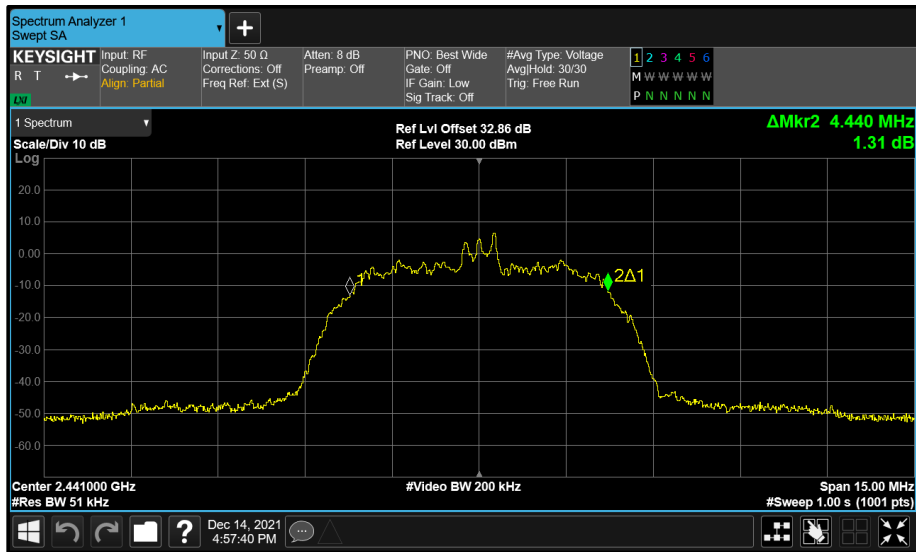 Spectrum Analyzer 1
Swept SA
KEYSIGHT
R T
LXI
Input: RF
Coupling: AC
Align: Partial
Input Z: 50 Ω
Corrections: Off
Freq Ref: Ext (S)
Atten: 8 dB
Preamp: Off
PNO: Best Wide
Gate: Off
IF Gain: Low
Sig Track: Off
#Avg Type: Voltage
Avg|Hold: 30/30
Trig: Free Run
1 2 3 4 5 6
M W W W W W
P N N N N N
1 Spectrum
Scale/Div 10 dB
Ref Lvl Offset 32.86 dB
Ref Level 30.00 dBm
ΔMkr2 4.440 MHz
1.31 dB
Log
20.0
10.0
0.00
-10.0
-20.0
-30.0
-40.0
-50.0
-60.0
1
2Δ1
Center 2.441000 GHz
#Res BW 51 kHz
#Video BW 200 kHz
Span 15.00 MHz
#Sweep 1.00 s (1001 pts)
?
Dec 14, 2021
4:57:40 PM